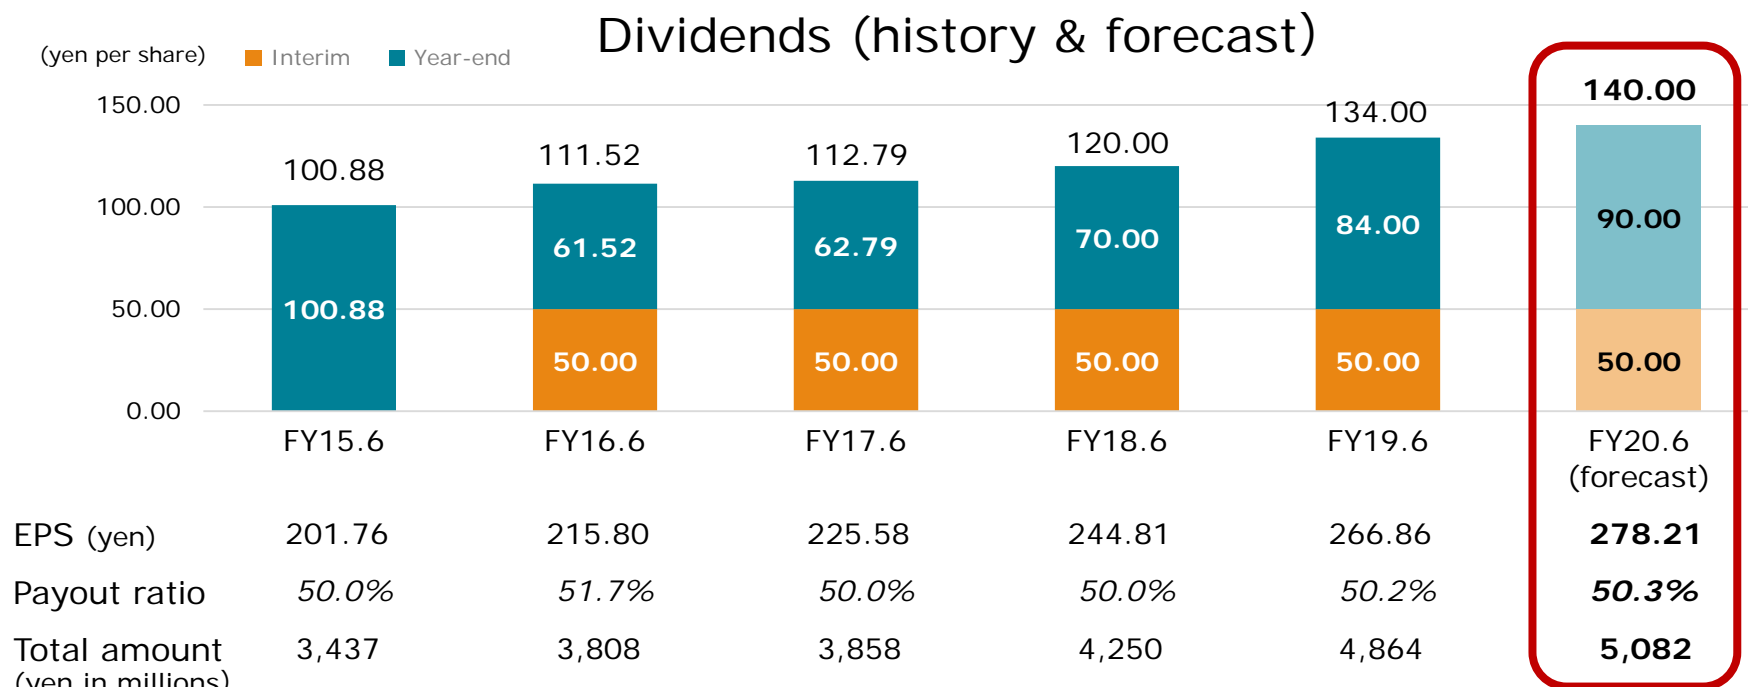 Dividends (history & forecast)
(yen per share) Interim Year-end
150.00
100.00
50.00
0.00
100.88
111.52
112.79
120.00
134.00
140.00
100.88
61.52
62.79
70.00
84.00
90.00
50.00
50.00
50.00
50.00
50.00
FY15.6 FY16.6 FY17.6 FY18.6 FY19.6 FY20.6
(forecast)
EPS (yen) 201.76 215.80 225.58 244.81 266.86 278.21
Payout ratio 50.0% 51.7% 50.0% 50.0% 50.2% 50.3%
Total amount 3,437 3,808 3,858 4,250 4,864 5,082
(yen in millions)